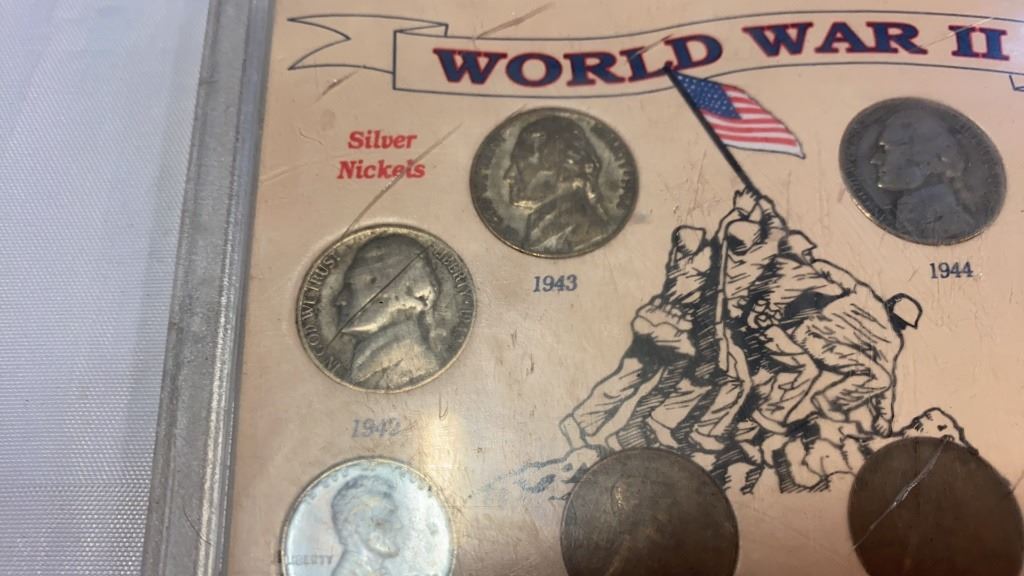 WORLD WAR II
Silver
Nickels
1943
1944
IN GOD WE TRUST
LIBERTY
1942
LIBERTY